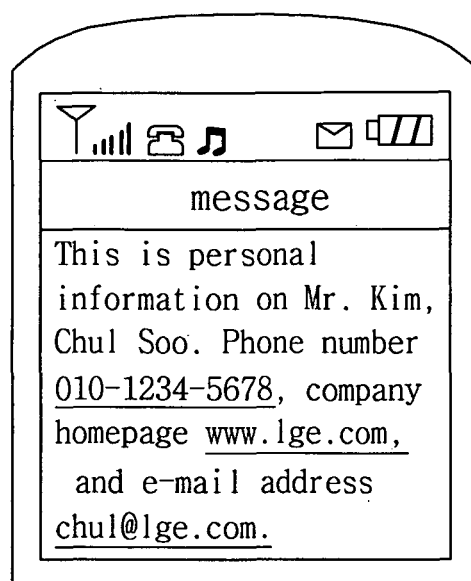 message
This is personal
information on Mr. Kim,
Chul Soo. Phone number
010-1234-5678, company
homepage www.lge.com,
and e-mail address
chul@lge.com.